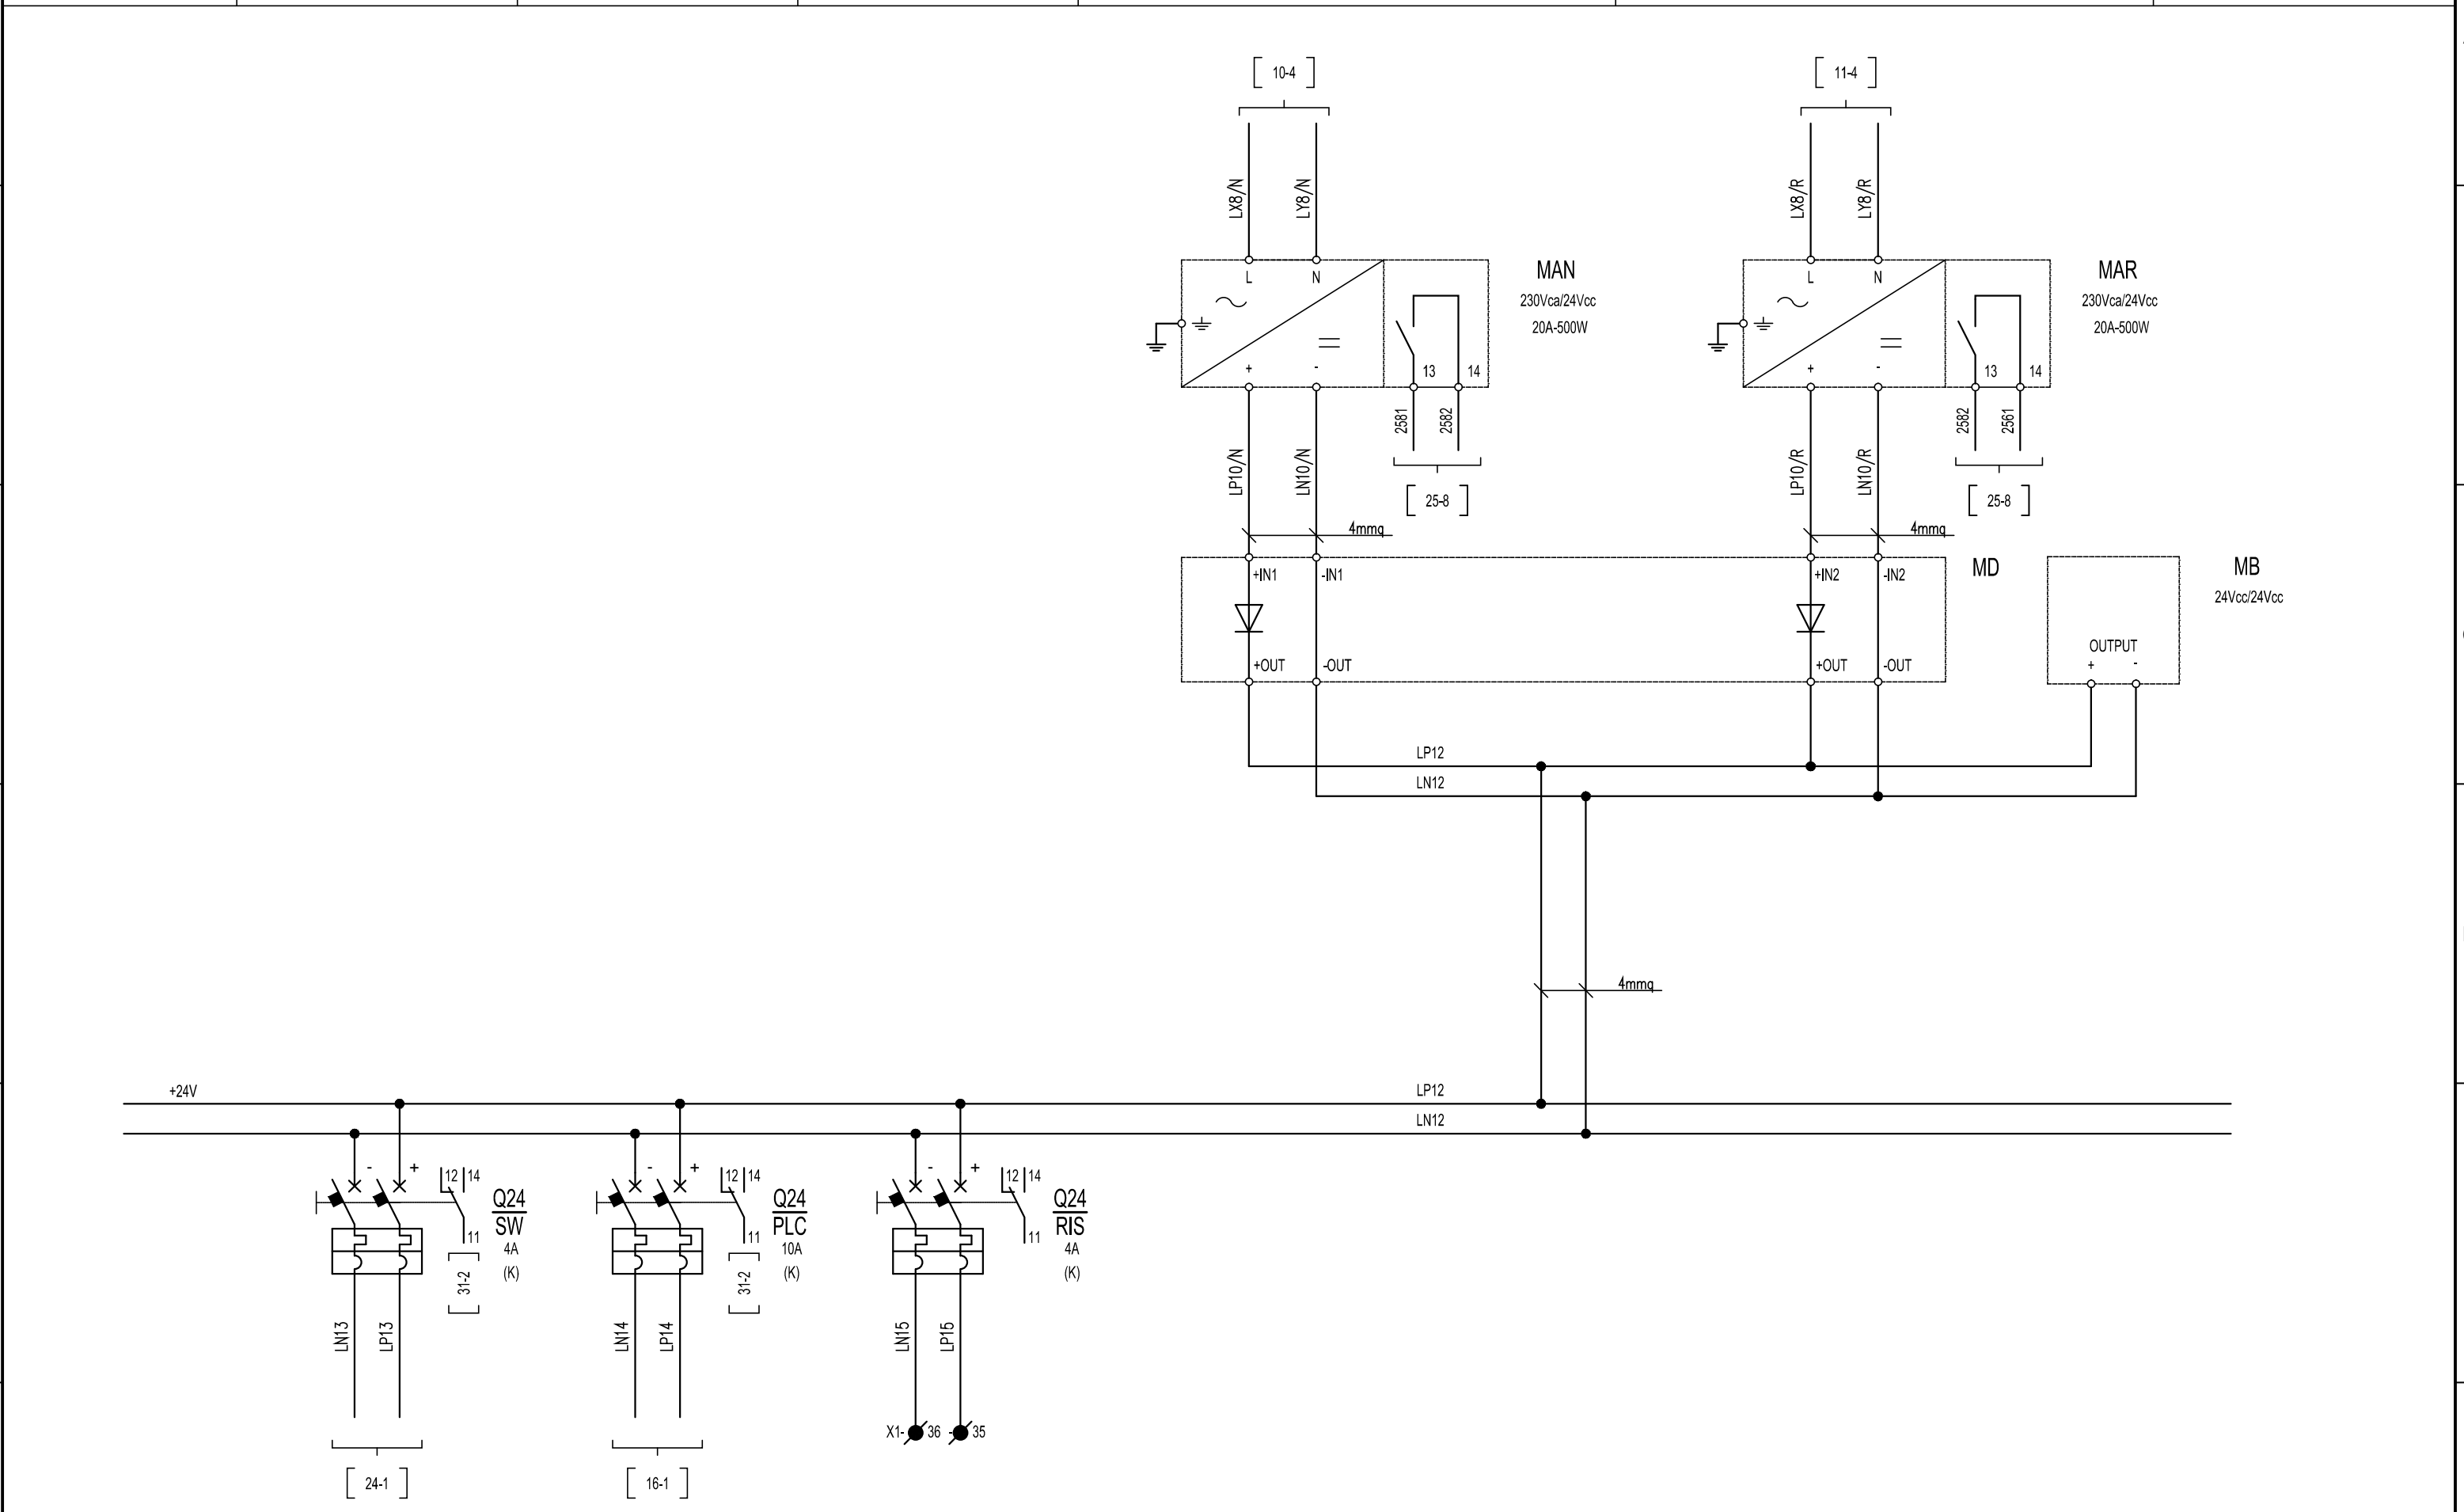 10-4
11-4
LX8/N
LY8/N
LX8/R
LY8/R
L
N
MAN
230Vca/24Vcc
20A-500W
+
-
13
14
L
N
MAR
230Vca/24Vcc
20A-500W
+
-
13
14
2581
2582
2582
2561
LP10/N
LN10/N
LP10/R
LN10/R
25-8
25-8
4mmq
4mmq
+IN1
-IN1
+IN2
-IN2
MD
MB
24Vcc/24Vcc
+OUT
-OUT
+OUT
-OUT
OUTPUT
+
-
LP12
LN12
4mmq
+24V
LP12
LN12
-
+
12
14
11
Q24
SW
4A
(K)
31-2
-
+
12
14
11
Q24
PLC
10A
(K)
31-2
-
+
12
14
11
Q24
RIS
4A
(K)
LN13
LP13
LN14
LP14
LN15
LP15
X1-
36
-
35
24-1
16-1